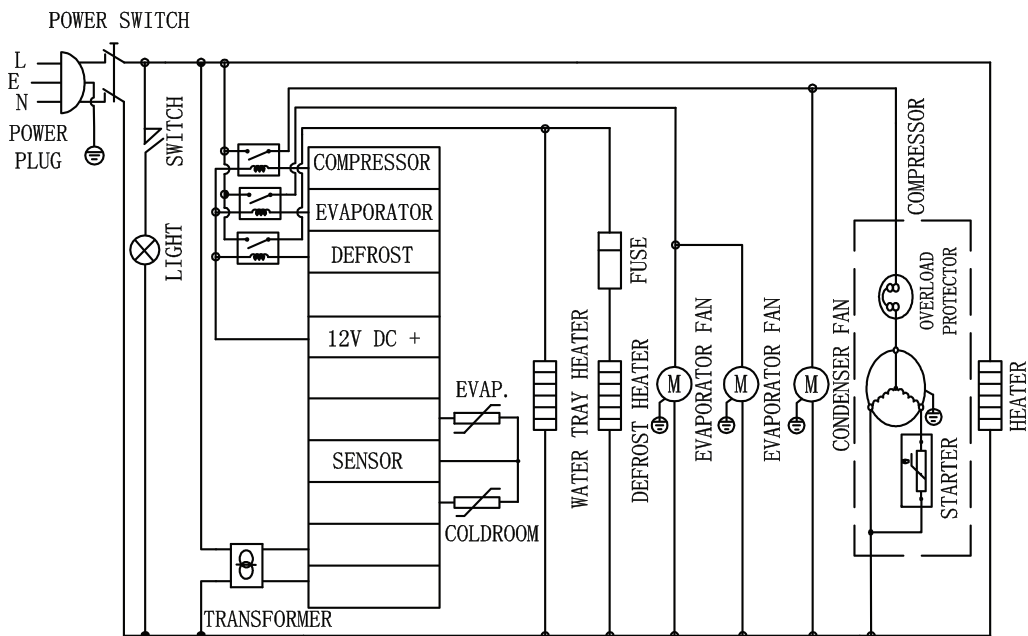 POWER SWITCH
L
E
N
POWER
PLUG
SWITCH
LIGHT
COMPRESSOR
EVAPORATOR
DEFROST
12V DC +
SENSOR
EVAP.
COLDROOM
TRANSFORMER
WATER TRAY HEATER
FUSE
DEFROST HEATER
M
EVAPORATOR FAN
M
EVAPORATOR FAN
M
CONDENSER FAN
COMPRESSOR
OVERLOAD
PROTECTOR
STARTER
HEATER